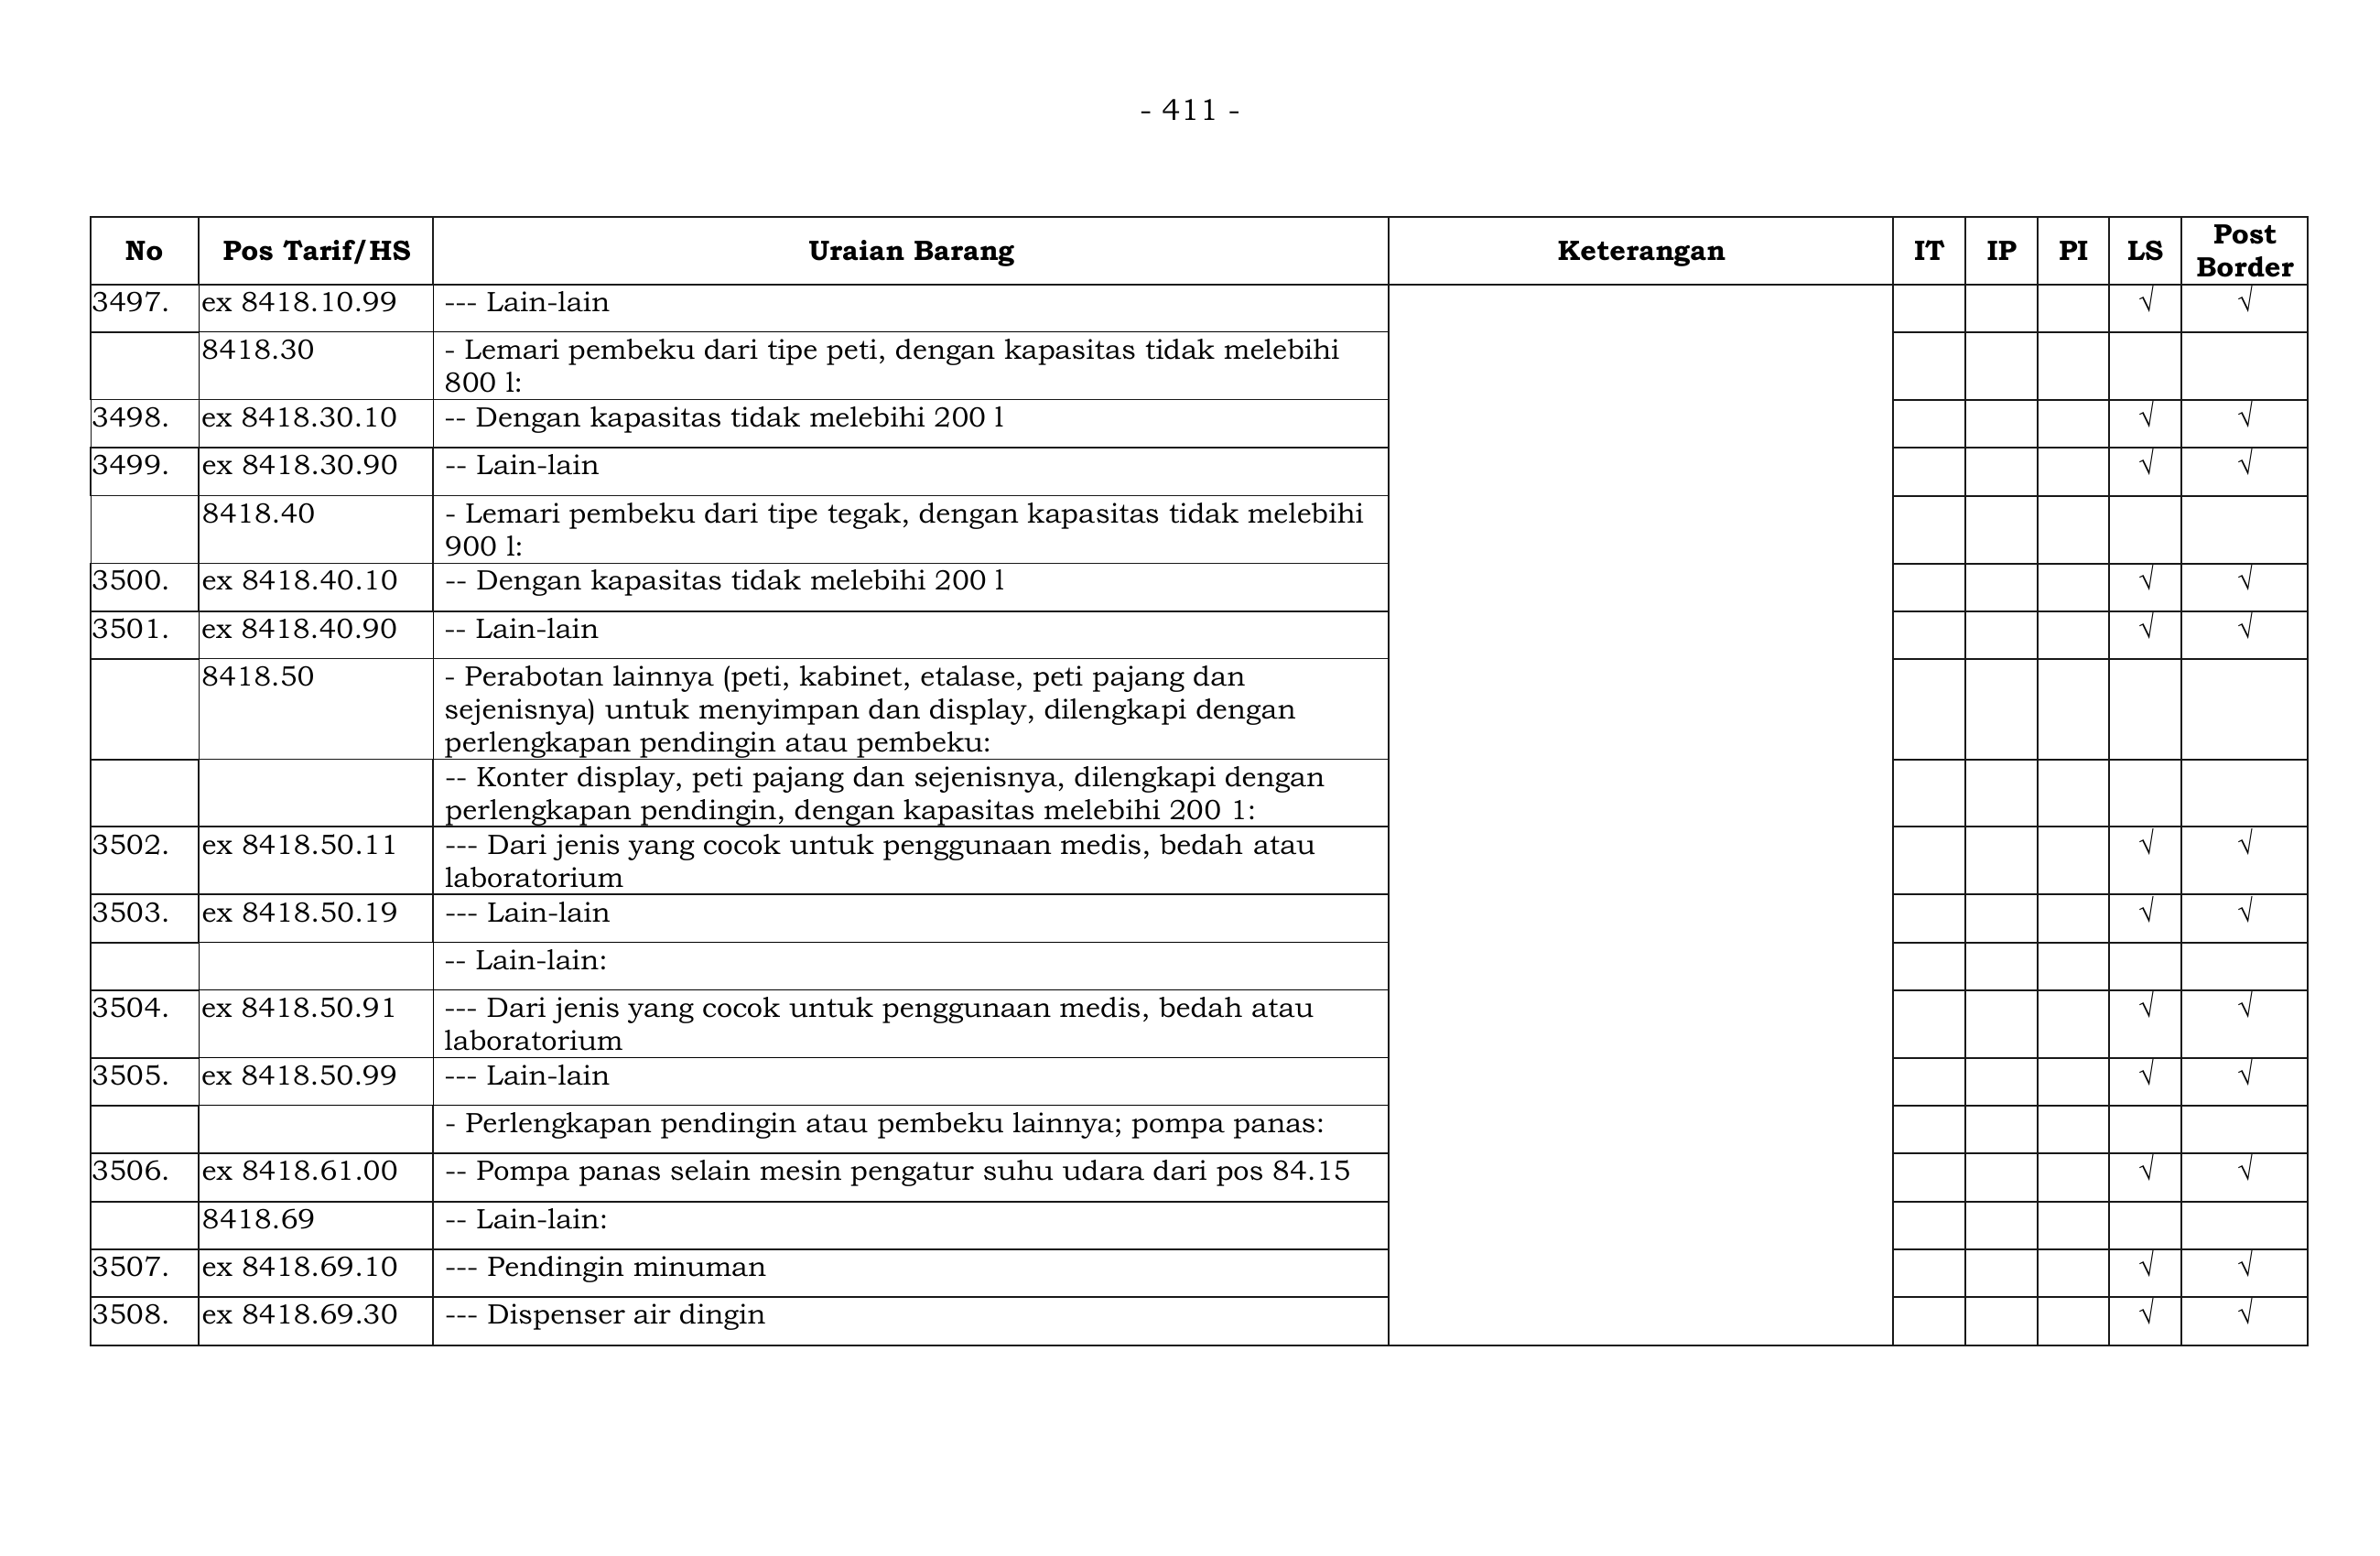 - 411 -
No Pos Tarif/HS Uraian Barang Keterangan IT IP PI LS Post Border
3497. ex 8418.10.99 --- Lain-lain √ √
8418.30 - Lemari pembeku dari tipe peti, dengan kapasitas tidak melebihi
800 l:
3498. ex 8418.30.10 -- Dengan kapasitas tidak melebihi 200 l √ √
3499. ex 8418.30.90 -- Lain-lain √ √
8418.40 - Lemari pembeku dari tipe tegak, dengan kapasitas tidak melebihi
900 l:
3500. ex 8418.40.10 -- Dengan kapasitas tidak melebihi 200 l √ √
3501. ex 8418.40.90 -- Lain-lain √ √
8418.50 - Perabotan lainnya (peti, kabinet, etalase, peti pajang dan
sejenisnya) untuk menyimpan dan display, dilengkapi dengan
perlengkapan pendingin atau pembeku:
-- Konter display, peti pajang dan sejenisnya, dilengkapi dengan
perlengkapan pendingin, dengan kapasitas melebihi 200 1:
3502. ex 8418.50.11 --- Dari jenis yang cocok untuk penggunaan medis, bedah atau √ √
laboratorium
3503. ex 8418.50.19 --- Lain-lain √ √
-- Lain-lain:
3504. ex 8418.50.91 --- Dari jenis yang cocok untuk penggunaan medis, bedah atau √ √
laboratorium
3505. ex 8418.50.99 --- Lain-lain √ √
- Perlengkapan pendingin atau pembeku lainnya; pompa panas:
3506. ex 8418.61.00 -- Pompa panas selain mesin pengatur suhu udara dari pos 84.15 √ √
8418.69 -- Lain-lain:
3507. ex 8418.69.10 --- Pendingin minuman √ √
3508. ex 8418.69.30 --- Dispenser air dingin √ √